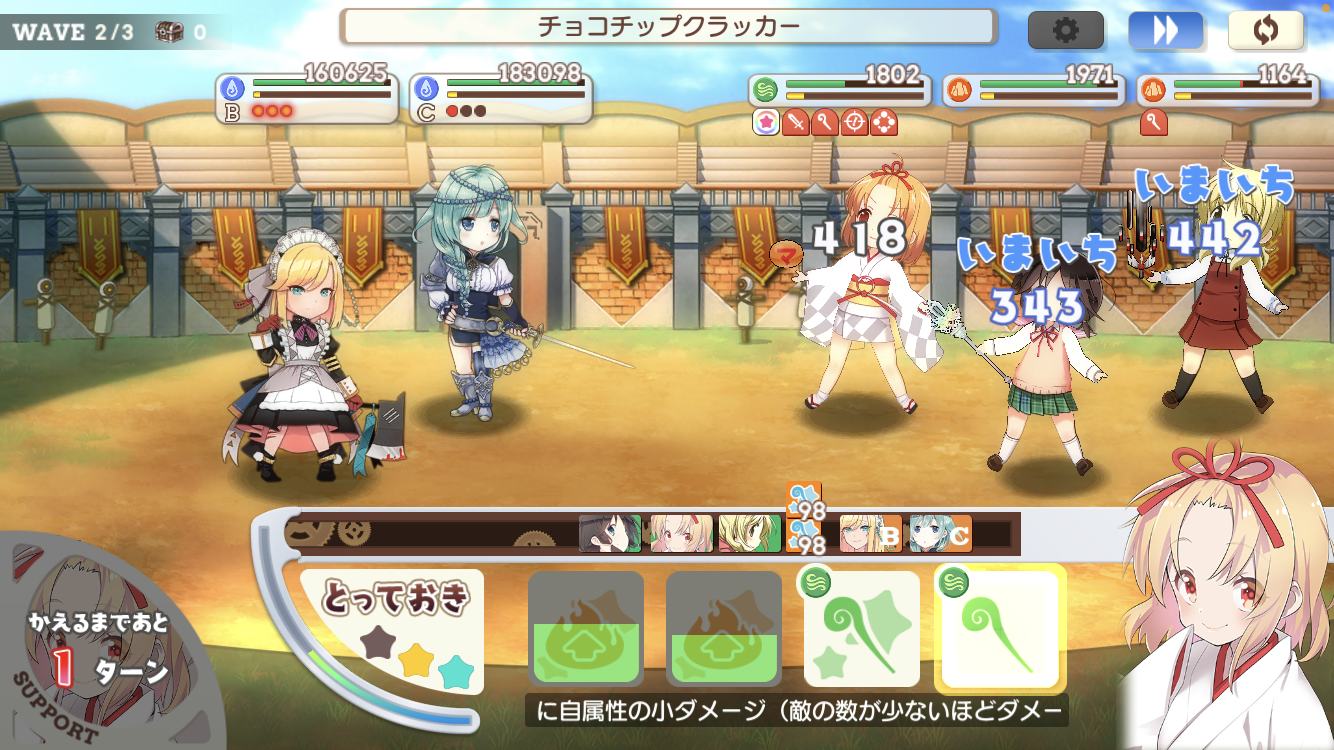 WAVE 2/3 0
チョコチップクラッカー
160625
B
183098
C
1802
1971
1164
マ
418
いまいち
343
いまいち
442
98
98
B
C
かえるまであと
1 ターン
SUPPORT
とっておき
に自属性の小ダメージ（敵の数が少ないほどダメー